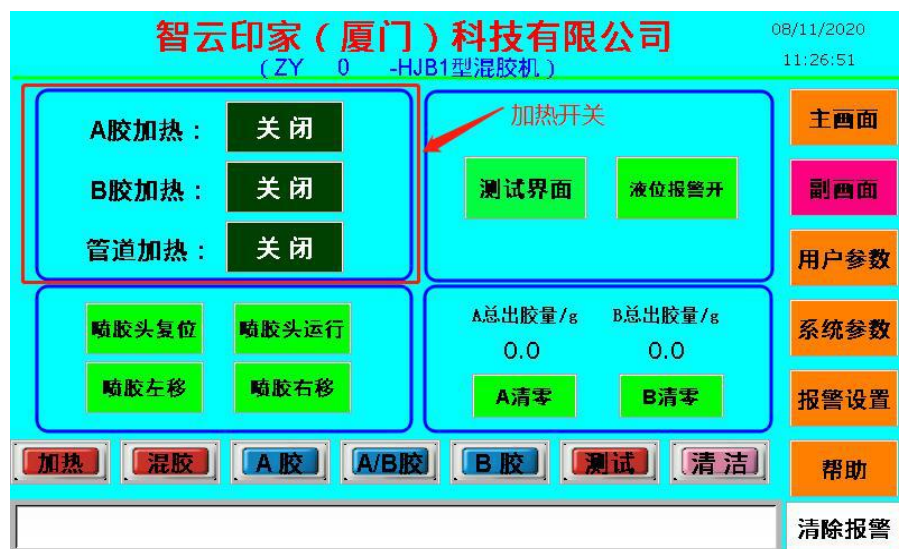 智云印家（厦门）科技有限公司
08/11/2020
（ZY 0 -HJB1型混胶机）
11:26:51
A胶加热： 关闭
B胶加热： 关闭
管道加热： 关闭
加热开关
测试界面 液位报警开
主画面
副画面
用户参数
喷胶头复位 喷胶头运行
喷胶左移 喷胶右移
A总出胶量/g B总出胶量/g
0.0 0.0
A清零 B清零
系统参数
报警设置
加热 混胶 A胶 A/B胶 B胶 测试 清洁
帮助
清除报警